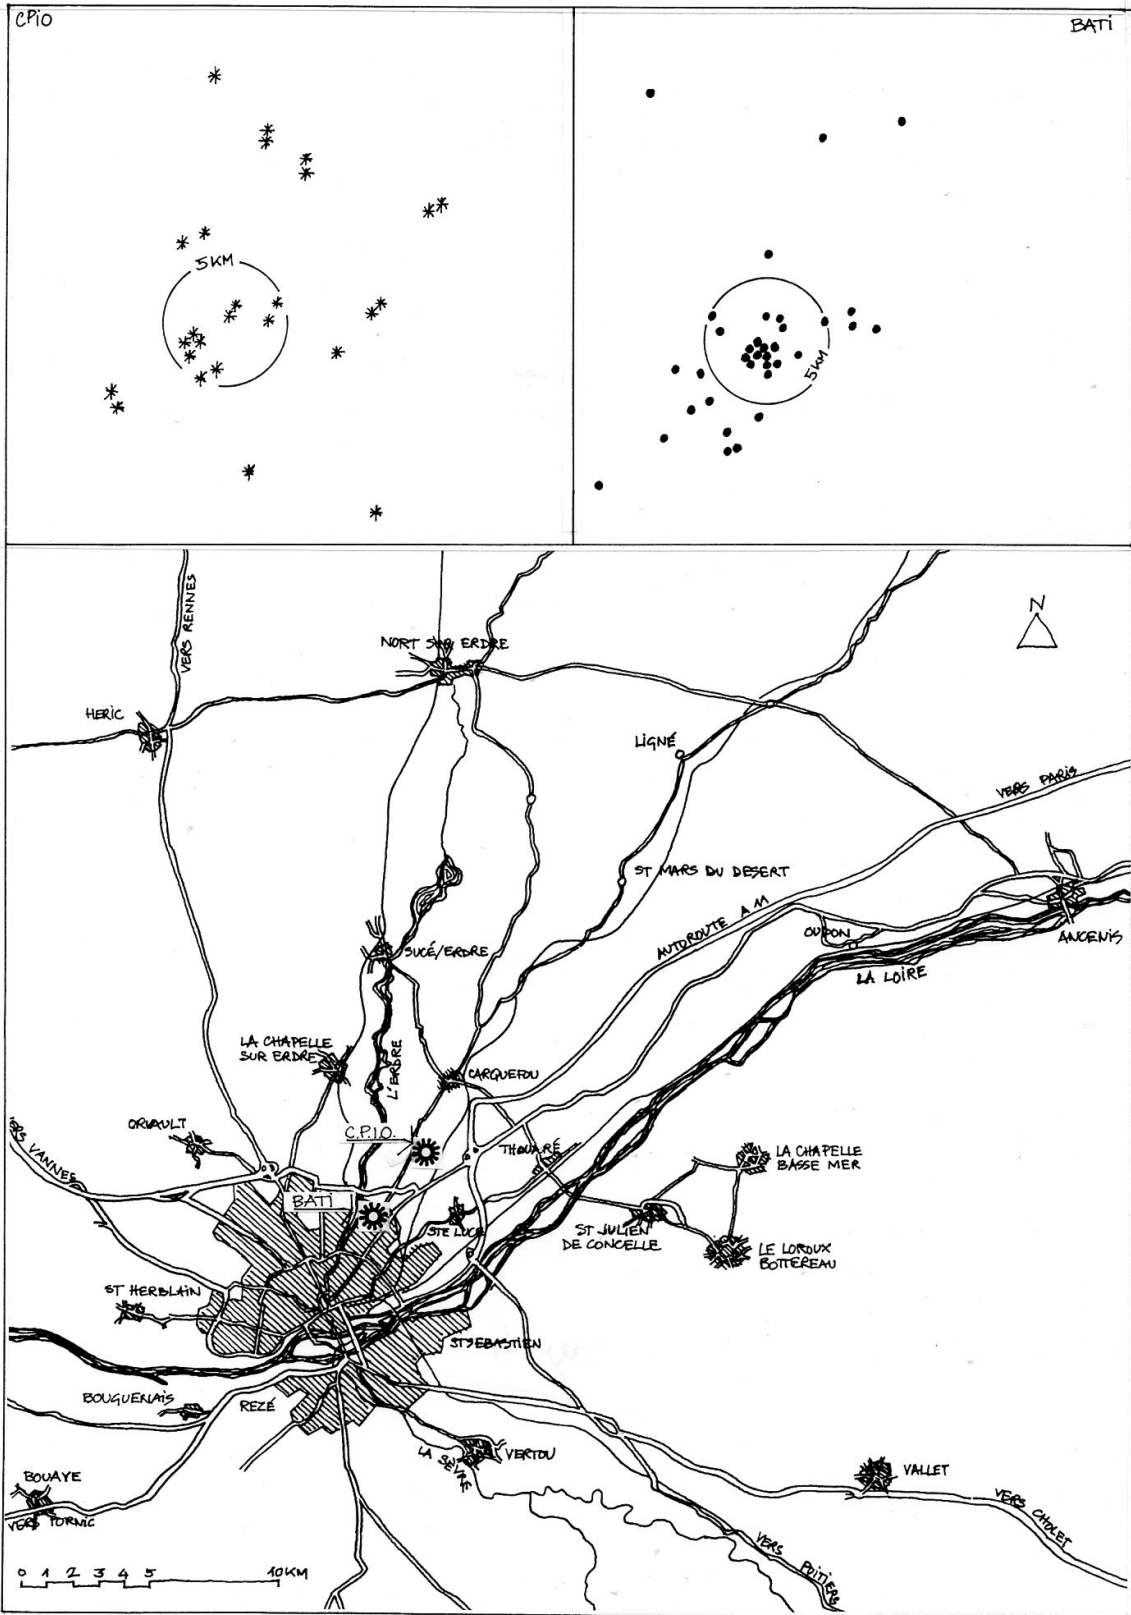 CPiO
BATi
5KM
5KM
N
VERS RENNES
NORT SUR ERDRE
HERIC
LIGNÉ
VERS PARIS
ST MARS DU DESERT
AUTOROUTE A 11
OUDON
ANCENIS
SUCÉ/ERDRE
LA LOIRE
LA CHAPELLE
SUR ERDRE
L'ERDRE
CARQUEFOU
ORVAULT
C.P.I.O.
VERS VANNES
THOUARÉ
LA CHAPELLE
BASSE MER
BATI
STE LUCE
ST JULIEN
DE CONCELLE
LE LOROUX
BOTTEREAU
ST HERBLAIN
ST SEBASTIEN
BOUGUENAIS
REZÉ
LA SÈVRE
VERTOU
BOUAYE
VALLET
VERS PORNIC
VERS CHOLET
VERS
POITIERS
0 1 2 3 4 5 10KM